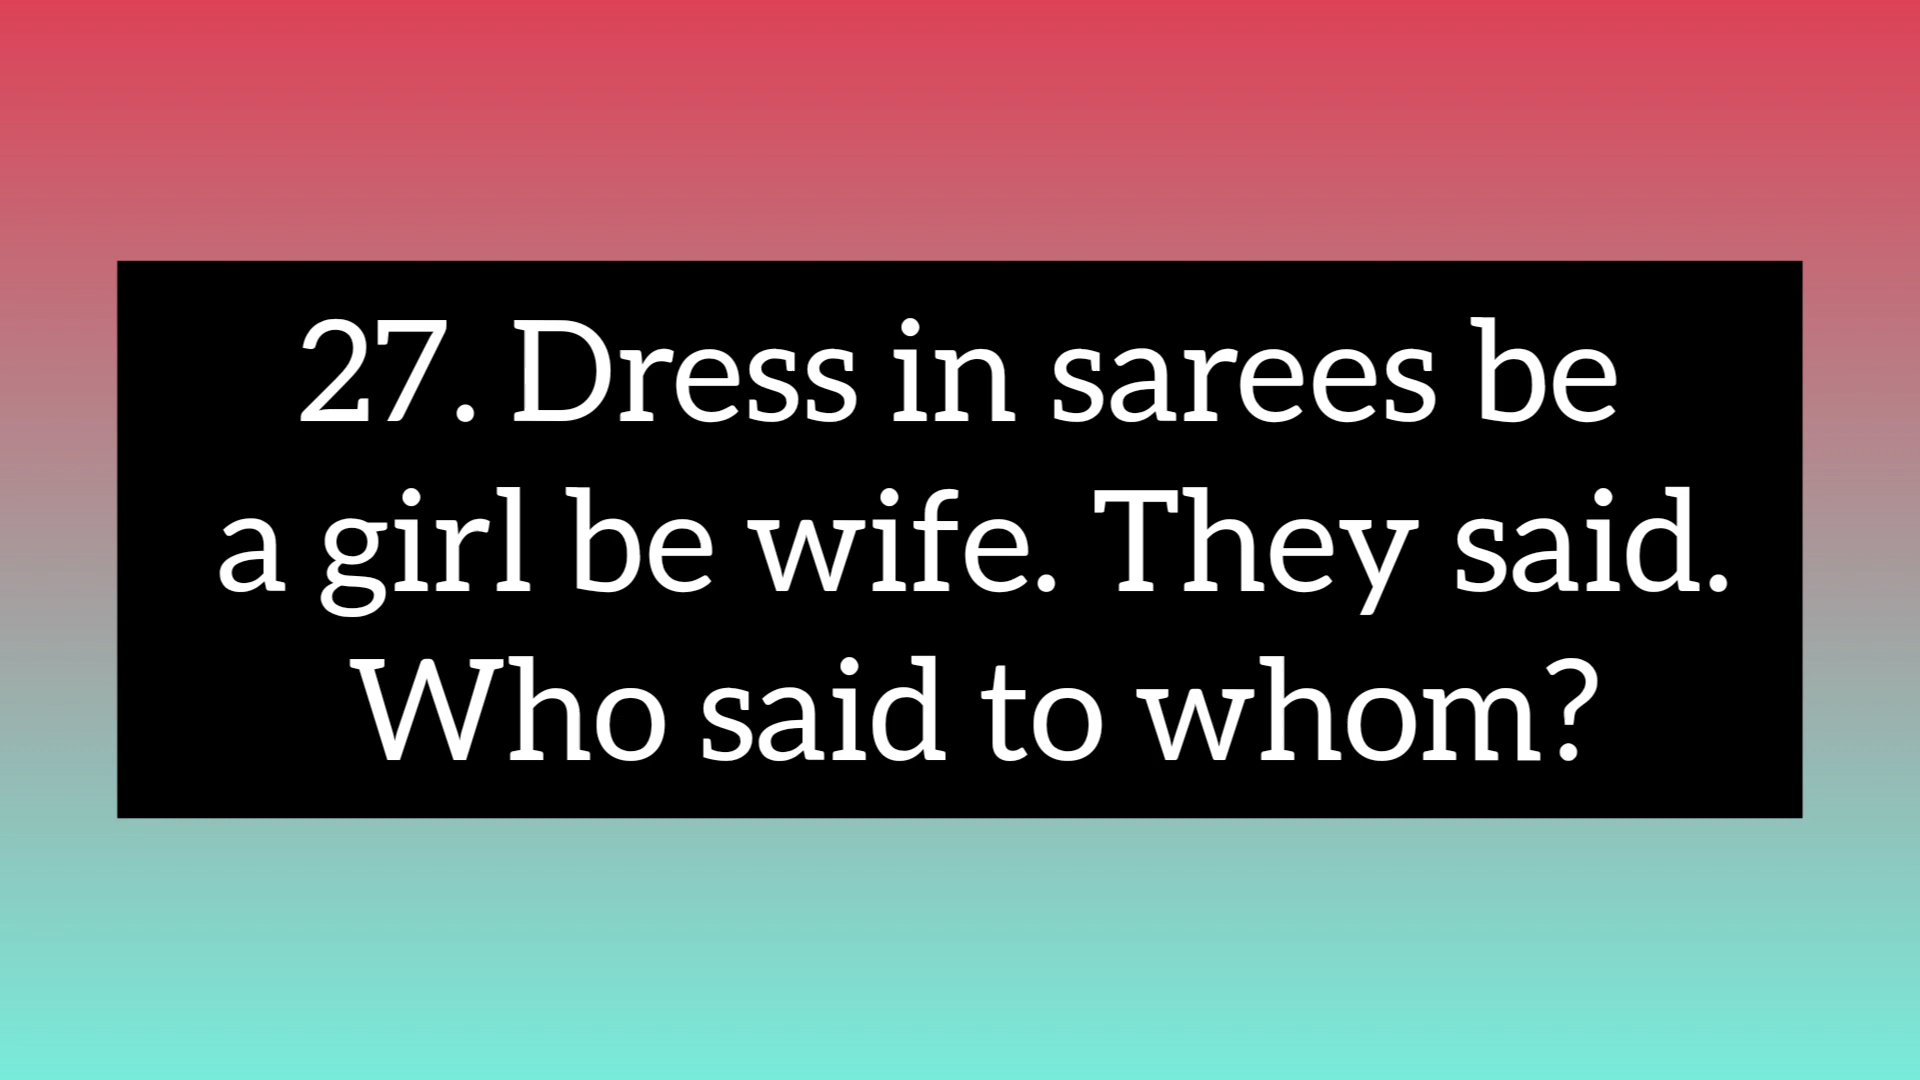 27. Dress in sarees be
a girl be wife. They said.
Who said to whom?